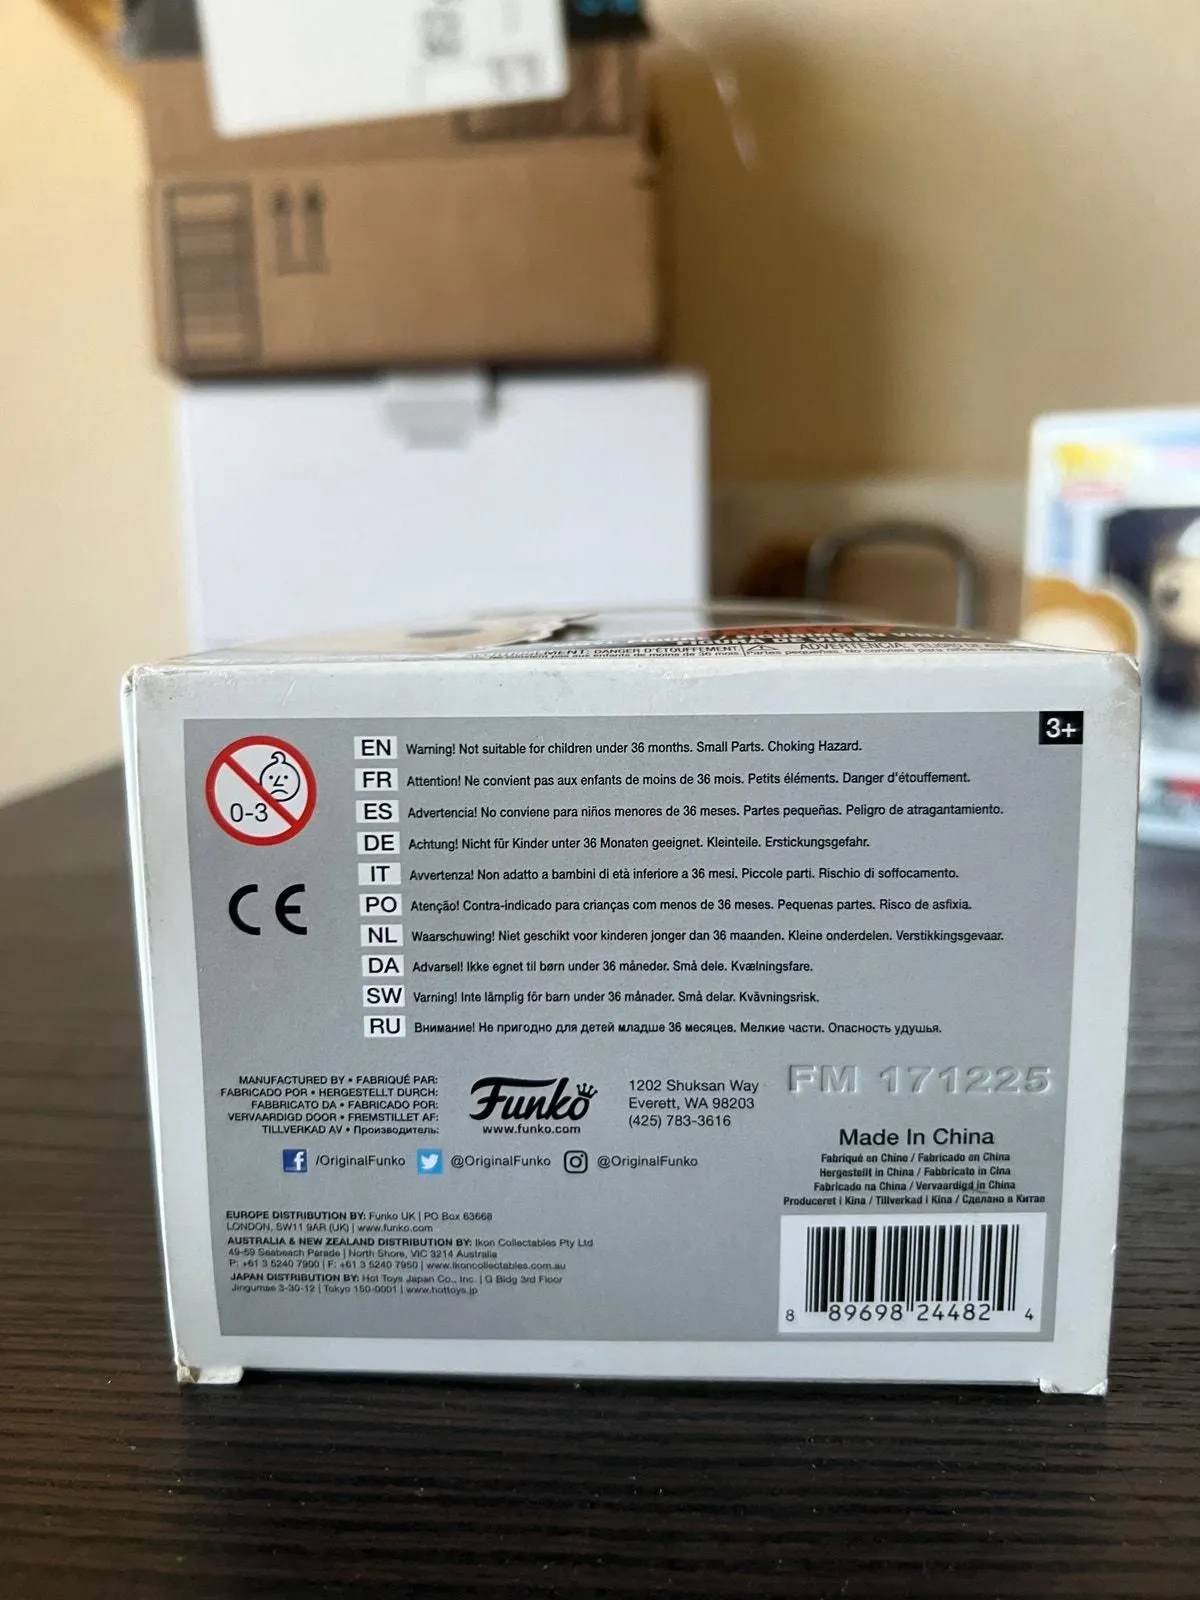 ADVERTENCIA:
DANGER D'ÉTOUFFEMENT
3+
0-3
CE
EN Warning! Not suitable for children under 36 months. Small Parts. Choking Hazard.
FR Attention! Ne convient pas aux enfants de moins de 36 mois. Petits éléments. Danger d'étouffement.
ES Advertencia! No conviene para niños menores de 36 meses. Partes pequeñas. Peligro de atragantamiento.
DE Achtung! Nicht für Kinder unter 36 Monaten geeignet. Kleinteile. Erstickungsgefahr.
IT Avvertenza! Non adatto a bambini di età inferiore a 36 mesi. Piccole parti. Rischio di soffocamento.
PO Atenção! Contra-indicado para crianças com menos de 36 meses. Pequenas partes. Risco de asfixia.
NL Waarschuwing! Niet geschikt voor kinderen jonger dan 36 maanden. Kleine onderdelen. Verstikkingsgevaar.
DA Advarsel! Ikke egnet til børn under 36 måneder. Små dele. Kvælningsfare.
SW Varning! Inte lämplig för barn under 36 månader. Små delar. Kvävningsrisk.
RU Внимание! Не пригодно для детей младше 36 месяцев. Мелкие части. Опасность удушья.
MANUFACTURED BY • FABRIQUÉ PAR:
FABRICADO POR • HERGESTELLT DURCH:
FABBRICATO DA • FABRICADO POR:
VERVAARDIGD DOOR • FREMSTILLET AF:
TILLVERKAD AV • Производитель:
Funko
www.funko.com
1202 Shuksan Way
Everett, WA 98203
(425) 783-3616
FM 171225
/OriginalFunko @OriginalFunko @OriginalFunko
Made In China
Fabriqué en Chine / Fabricado en China
Hergestellt in China / Fabbricato in Cina
Fabricado na China / Vervaardigd in China
Produceret i Kina / Tillverkad i Kina / Сделано в Китае
EUROPE DISTRIBUTION BY: Funko UK | PO Box 63668
LONDON, SW11 9AR (UK) | www.funko.com
AUSTRALIA & NEW ZEALAND DISTRIBUTION BY: Ikon Collectables Pty Ltd
49-59 Seabeach Parade | North Shore, VIC 3214 Australia
P: +61 3 5240 7900 | F: +61 3 5240 7950 | www.ikoncollectables.com.au
JAPAN DISTRIBUTION BY: Hot Toys Japan Co., Inc. | G Bldg 3rd Floor
Jingumae 3-30-12 | Tokyo 150-0001 | www.hottoys.jp
8 89698 24482 4